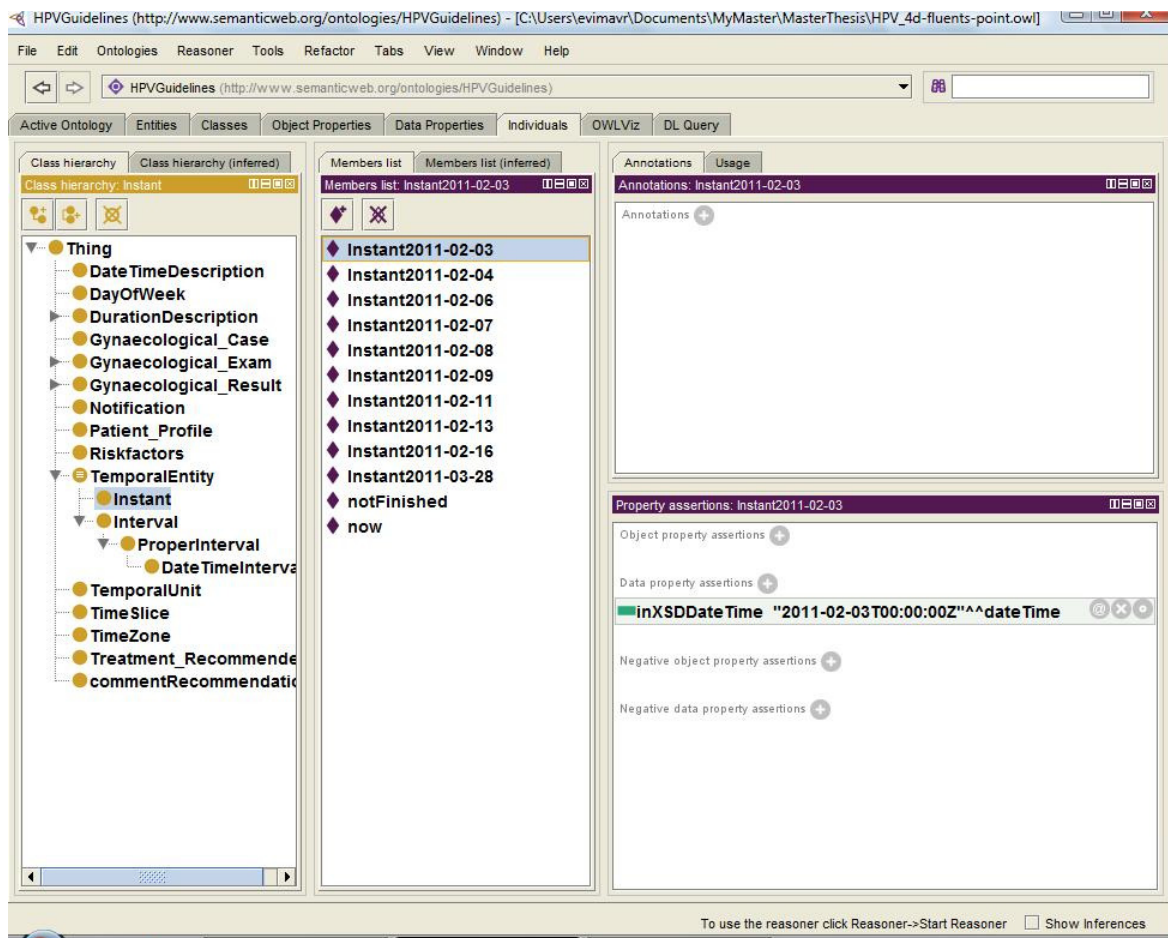 HPVGuidelines (http://www.semanticweb.org/ontologies/HPVGuidelines) - [C:\Users\evimavr\Documents\MyMaster\MasterThesis\HPV_4d-fluents-point.owl]
File Edit Ontologies Reasoner Tools Refactor Tabs View Window Help
HPVGuidelines (http://www.semanticweb.org/ontologies/HPVGuidelines)
Active Ontology Entities Classes Object Properties Data Properties Individuals OWLViz DL Query
Class hierarchy Class hierarchy (inferred)
Class hierarchy: Instant
Thing
DateTimeDescription
DayOfWeek
DurationDescription
Gynaecological_Case
Gynaecological_Exam
Gynaecological_Result
Notification
Patient_Profile
Riskfactors
TemporalEntity
Instant
Interval
ProperInterval
DateTimeInterva
TemporalUnit
TimeSlice
TimeZone
Treatment_Recommende
commentRecommendatio
Members list Members list (inferred)
Members list: Instant2011-02-03
Instant2011-02-03
Instant2011-02-04
Instant2011-02-06
Instant2011-02-07
Instant2011-02-08
Instant2011-02-09
Instant2011-02-11
Instant2011-02-13
Instant2011-02-16
Instant2011-03-28
notFinished
now
Annotations Usage
Annotations: Instant2011-02-03
Annotations
Property assertions: Instant2011-02-03
Object property assertions
Data property assertions
inXSDDateTime "2011-02-03T00:00:00Z"^^dateTime
Negative object property assertions
Negative data property assertions
To use the reasoner click Reasoner->Start Reasoner Show Inferences